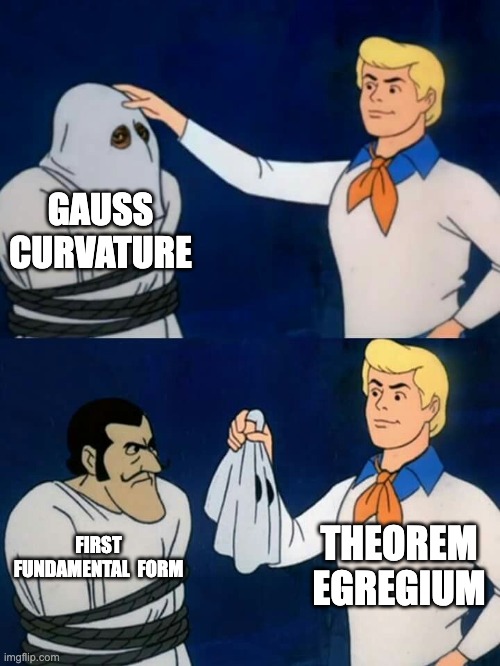 GAUSS
CURVATURE
FIRST
FUNDAMENTAL FORM
THEOREM
EGREGIUM
imgflip.com